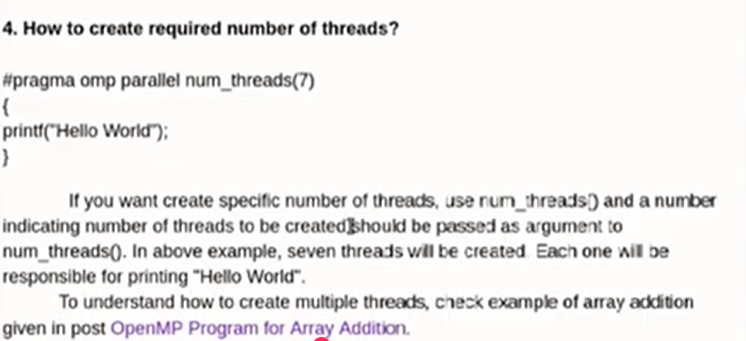 4. How to create required number of threads?
#pragma omp parallel num_threads(7)
{
printf("Hello World");
}
If you want create specific number of threads, use num_threads() and a number
indicating number of threads to be created should be passed as argument to
num_threads(). In above example, seven threads will be created. Each one will be
responsible for printing "Hello World".
To understand how to create multiple threads, check example of array addition
given in post OpenMP Program for Array Addition.